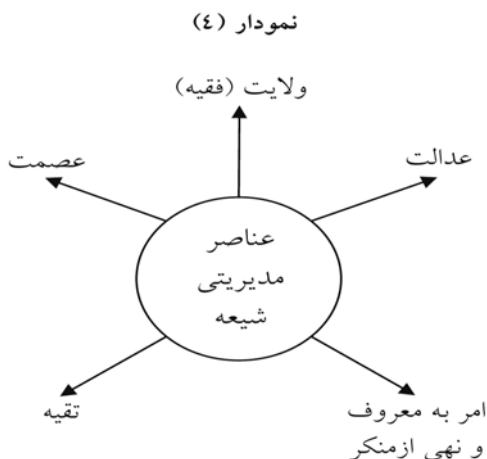 نمودار (٤)
ولایت (فقیه)
عدالت
عصمت
عناصر
مدیریتی
شیعه
امر به معروف
و نهی ازمنکر
تقیه